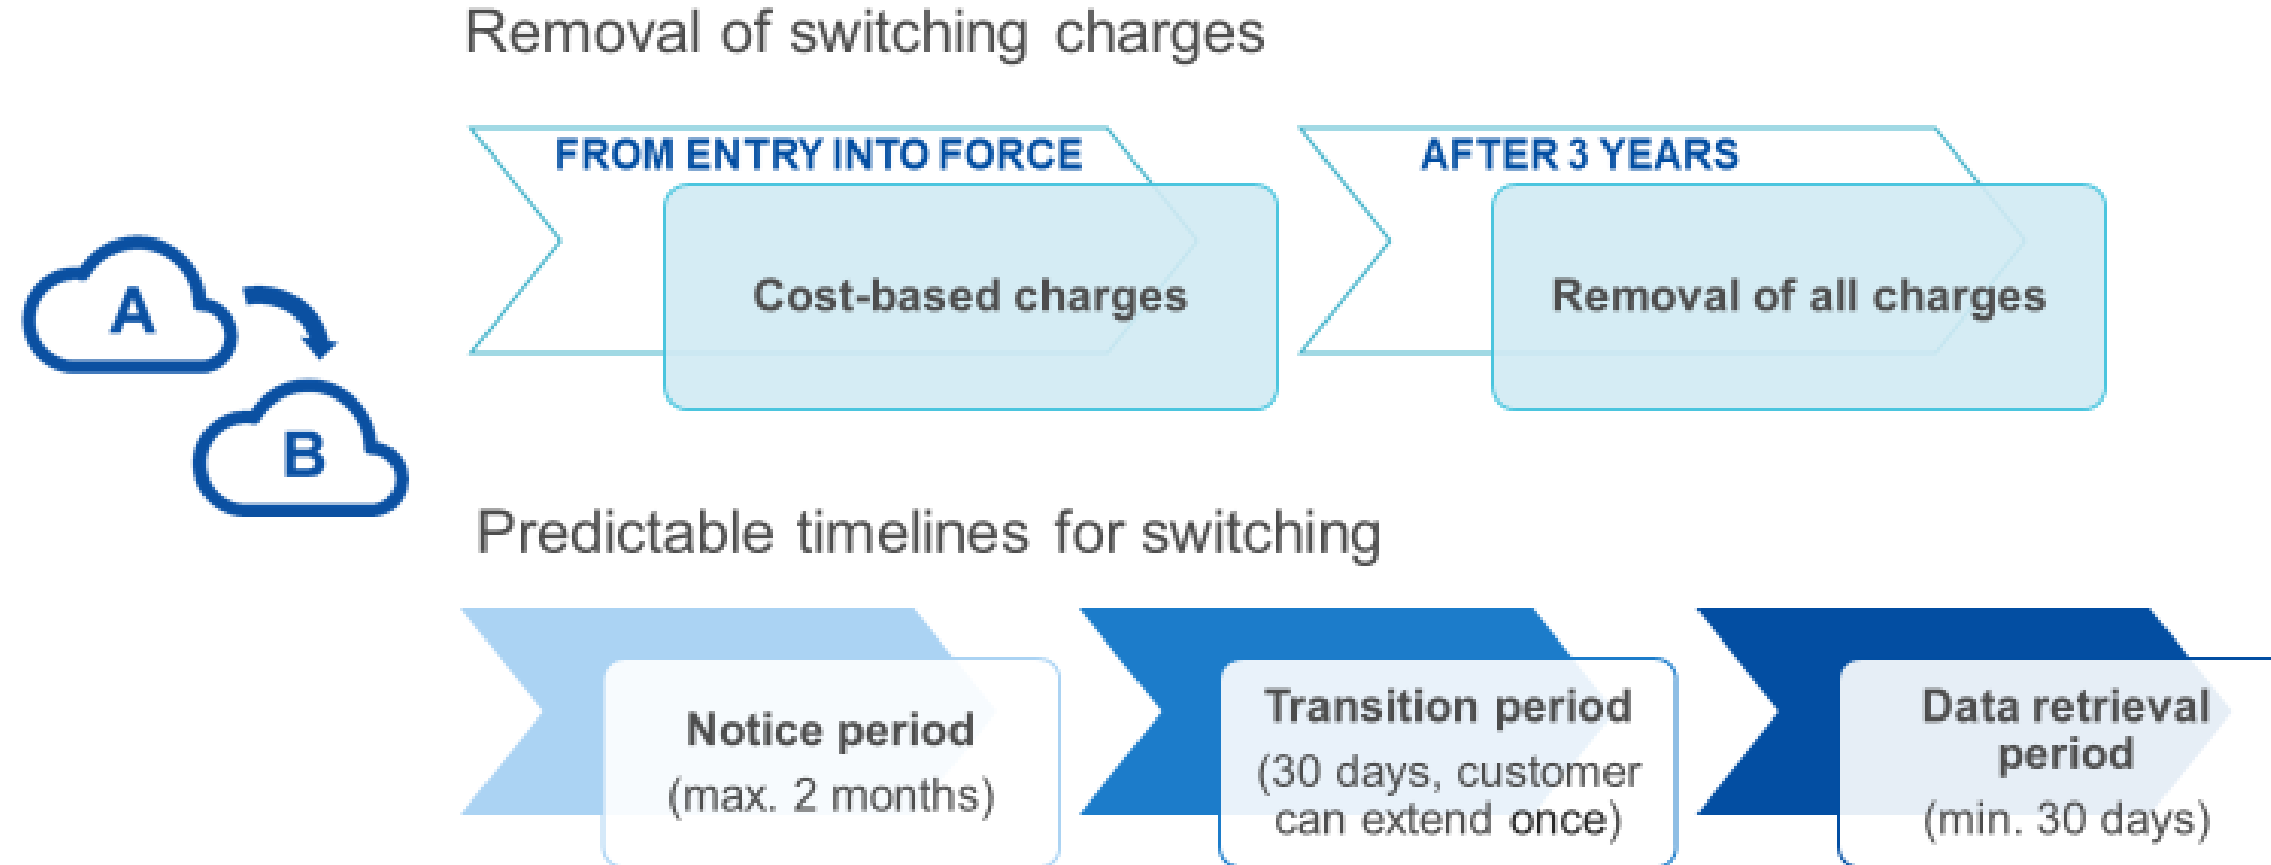 Removal of switching charges
FROM ENTRY INTO FORCE
AFTER 3 YEARS
Cost-based charges
Removal of all charges
A
B
Predictable timelines for switching
Notice period
(max. 2 months)
Transition period
(30 days, customer
can extend once)
Data retrieval
period
(min. 30 days)